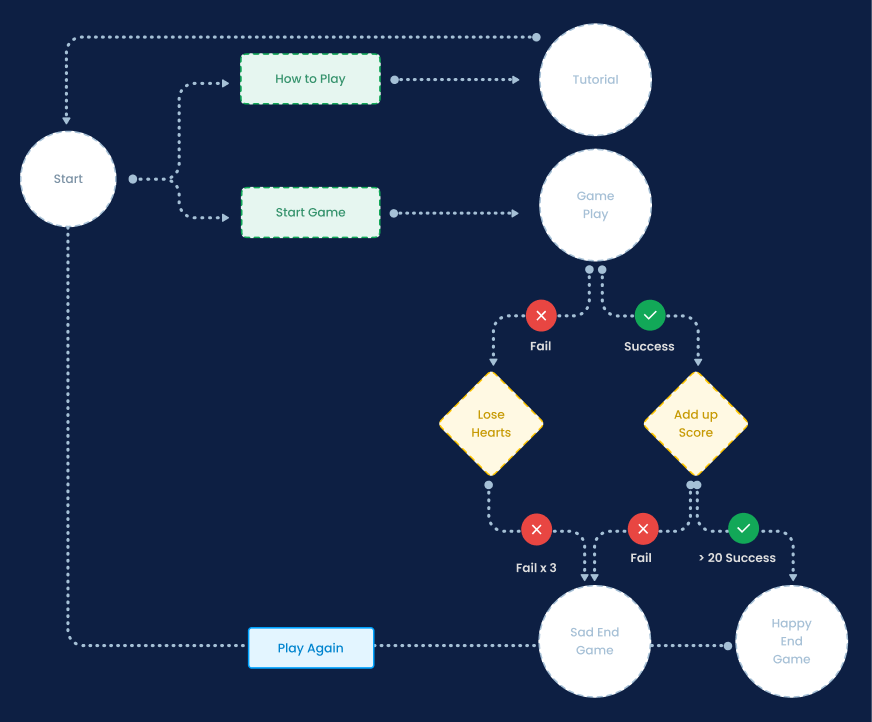 How to Play
Tutorial
Start
Start Game
Game
Play
Fail
Success
Lose
Hearts
Add up
Score
Fail x 3
Fail
> 20 Success
Play Again
Sad End
Game
Happy
End
Game